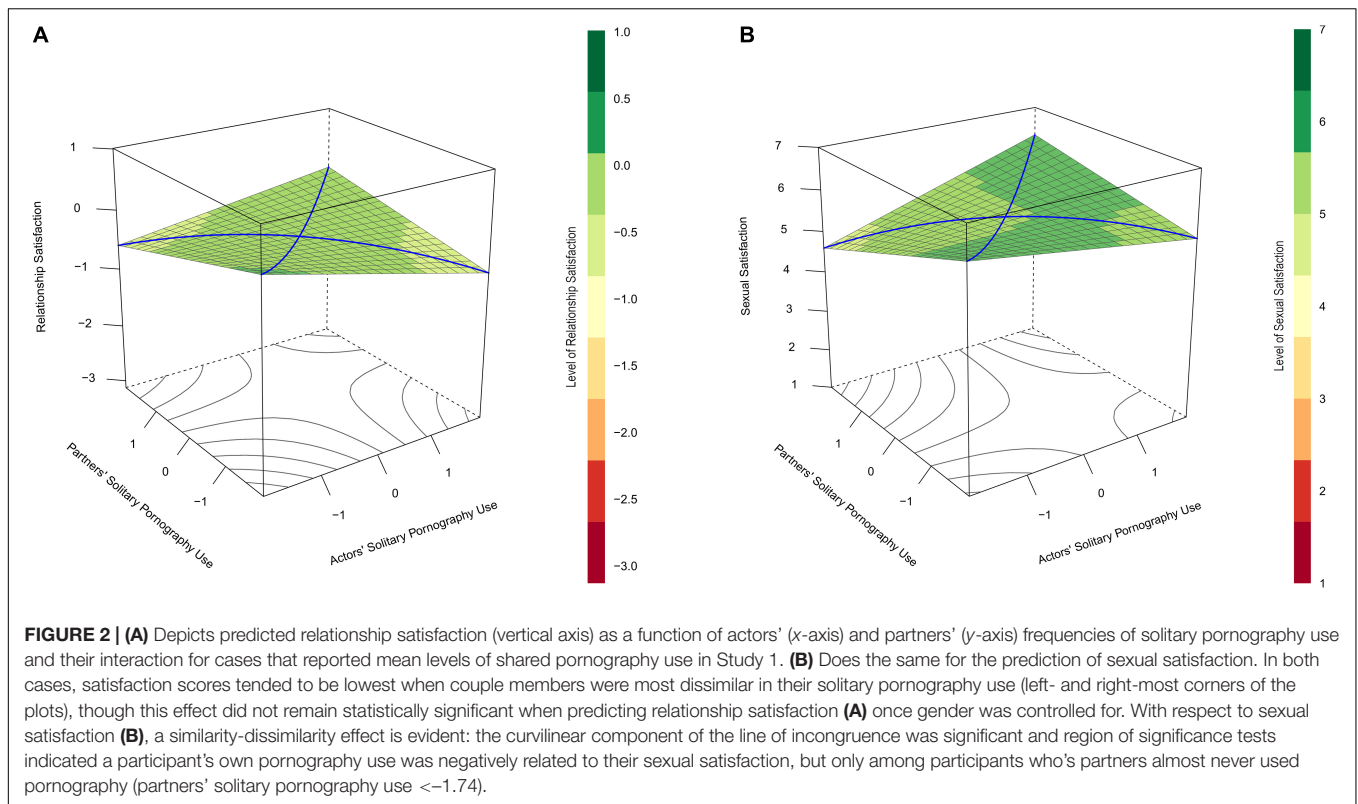 A
B
1.0
0.5
0.0
−0.5
−1.0
−1.5
−2.0
−2.5
−3.0
Level of Relationship Satisfaction
1
0
−1
−2
−3
Relationship Satisfaction
1
0
−1
Partners' Solitary Pornography Use
−1
0
1
Actors' Solitary Pornography Use
7
6
5
4
3
2
1
Level of Sexual Satisfaction
7
6
5
4
3
2
1
Sexual Satisfaction
1
0
−1
Partners' Solitary Pornography Use
−1
0
1
Actors' Solitary Pornography Use
FIGURE 2 | (A) Depicts predicted relationship satisfaction (vertical axis) as a function of actors' (x-axis) and partners' (y-axis) frequencies of solitary pornography use
and their interaction for cases that reported mean levels of shared pornography use in Study 1. (B) Does the same for the prediction of sexual satisfaction. In both
cases, satisfaction scores tended to be lowest when couple members were most dissimilar in their solitary pornography use (left- and right-most corners of the
plots), though this effect did not remain statistically significant when predicting relationship satisfaction (A) once gender was controlled for. With respect to sexual
satisfaction (B), a similarity-dissimilarity effect is evident: the curvilinear component of the line of incongruence was significant and region of significance tests
indicated a participant's own pornography use was negatively related to their sexual satisfaction, but only among participants who's partners almost never used
pornography (partners' solitary pornography use <−1.74).